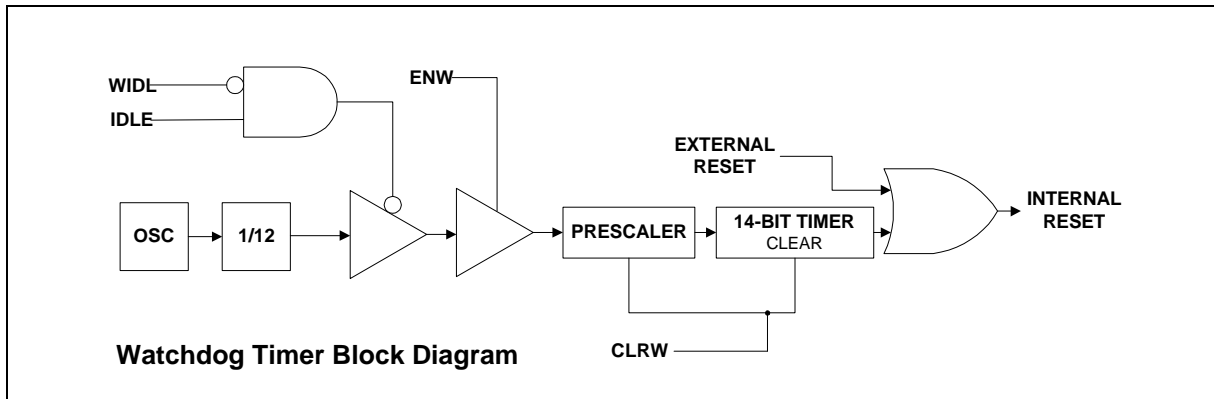 WIDL
IDLE
ENW
EXTERNAL
RESET
INTERNAL
RESET
OSC
1/12
PRESCALER
14-BIT TIMER
CLEAR
CLRW
Watchdog Timer Block Diagram